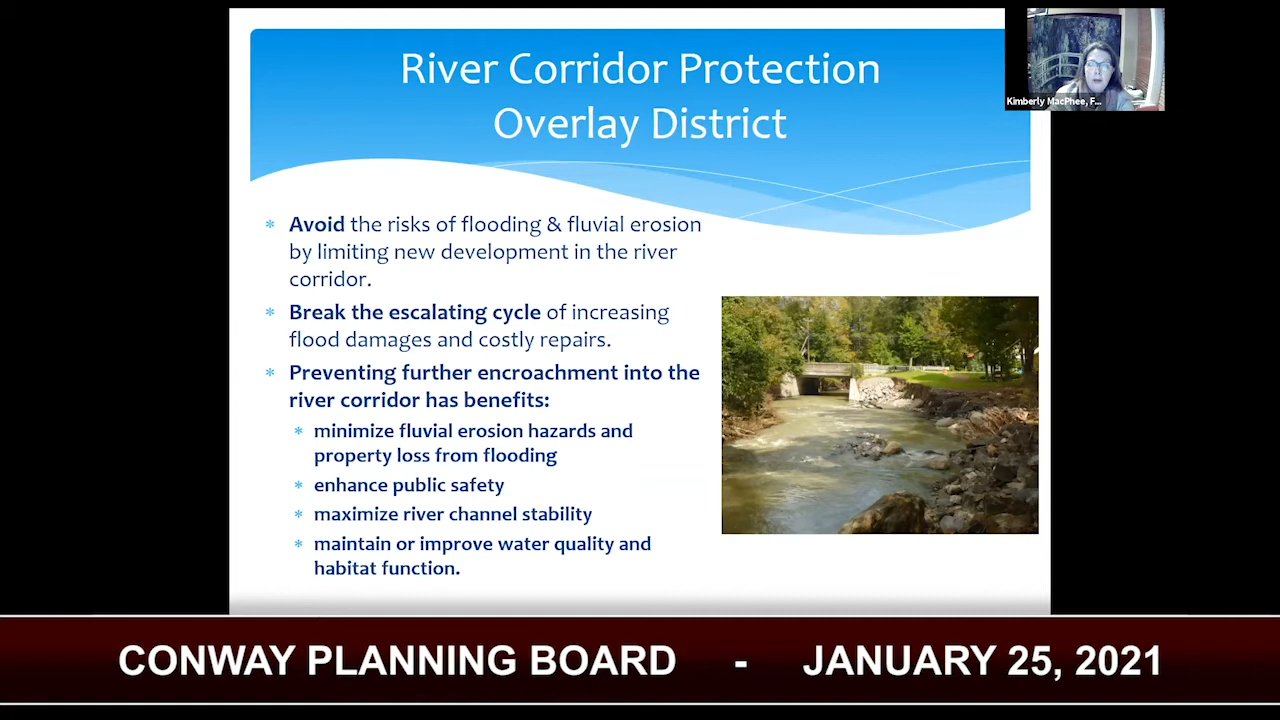 River Corridor Protection
Overlay District
Kimberly MacPhee, F...
* Avoid the risks of flooding & fluvial erosion
by limiting new development in the river
corridor.
* Break the escalating cycle of increasing
flood damages and costly repairs.
* Preventing further encroachment into the
river corridor has benefits:
* minimize fluvial erosion hazards and
property loss from flooding
* enhance public safety
* maximize river channel stability
* maintain or improve water quality and
habitat function.
CONWAY PLANNING BOARD - JANUARY 25, 2021